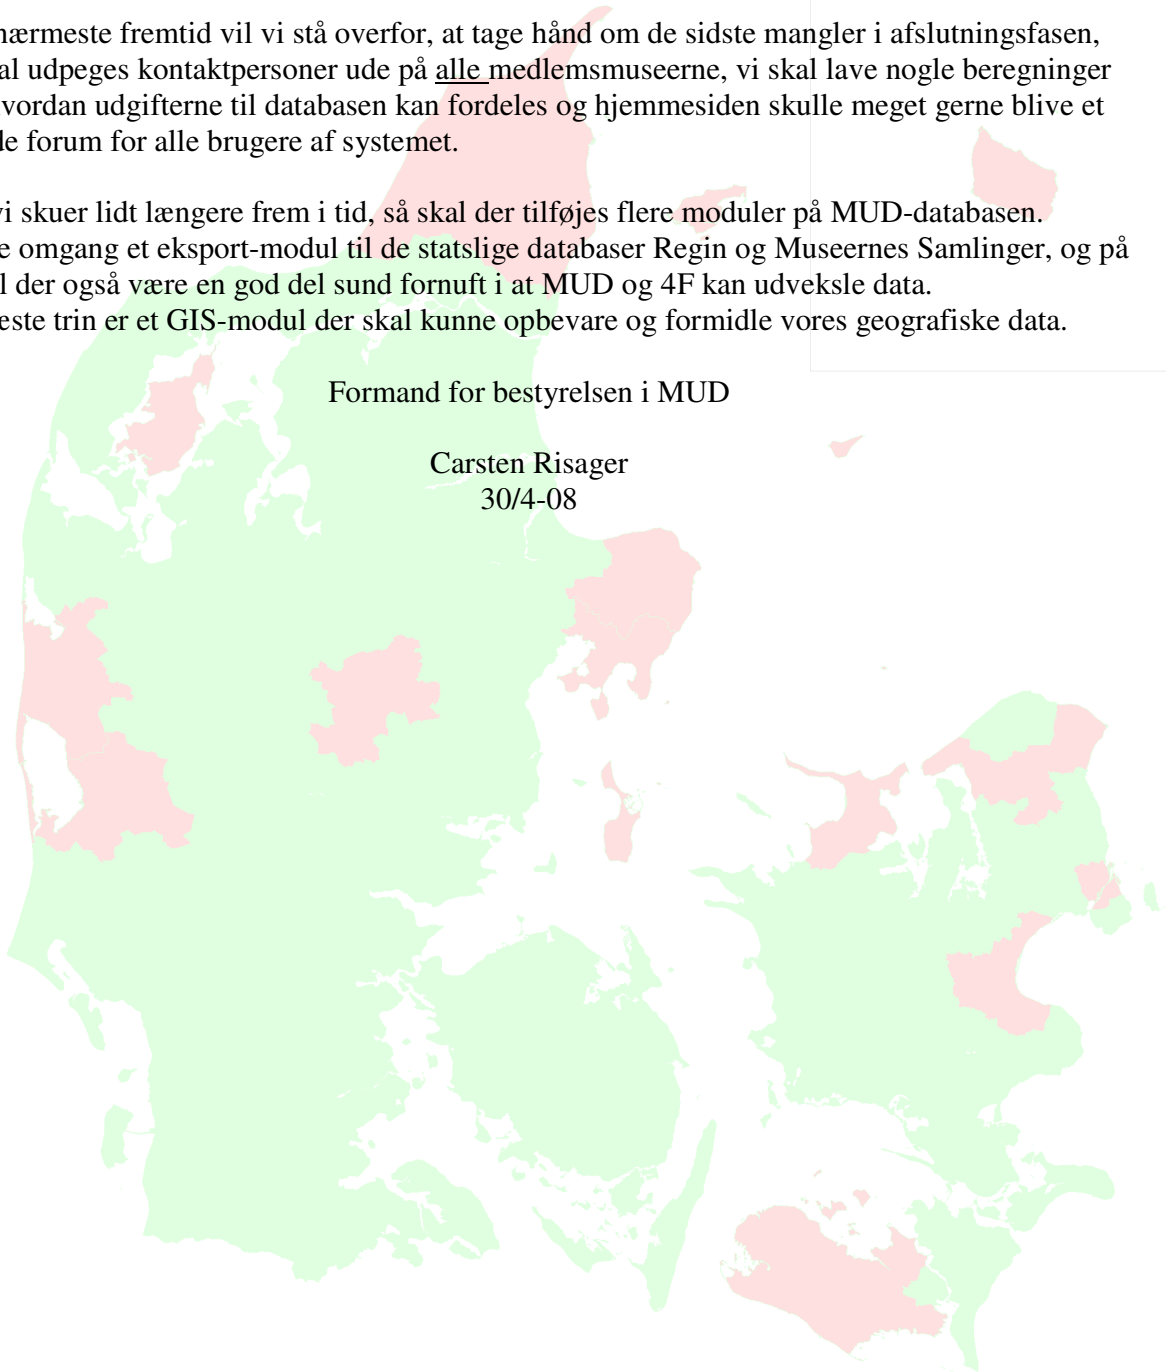 nærmeste fremtid vil vi stå overfor, at tage hånd om de sidste mangler i afslutningsfasen,
al udpeges kontaktpersoner ude på alle medlemsmuseerne, vi skal lave nogle beregninger
vordan udgifterne til databasen kan fordeles og hjemmesiden skulle meget gerne blive et
de forum for alle brugere af systemet.
vi skuer lidt længere frem i tid, så skal der tilføjes flere moduler på MUD-databasen.
e omgang et eksport-modul til de statslige databaser Regin og Museernes Samlinger, og på
l der også være en god del sund fornuft i at MUD og 4F kan udveksle data.
æste trin er et GIS-modul der skal kunne opbevare og formidle vores geografiske data.
Formand for bestyrelsen i MUD
Carsten Risager
30/4-08